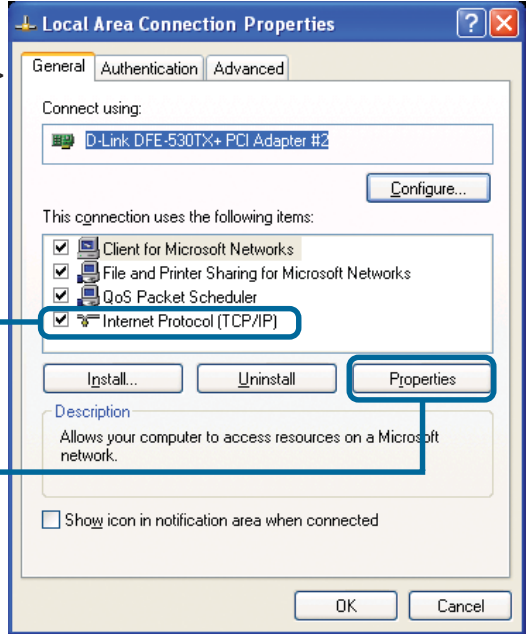 Local Area Connection Properties
General Authentication Advanced
Connect using:
D-Link DFE-530TX+ PCI Adapter #2
Configure...
This connection uses the following items:
Client for Microsoft Networks
File and Printer Sharing for Microsoft Networks
QoS Packet Scheduler
Internet Protocol (TCP/IP)
Install... Uninstall Properties
Description
Allows your computer to access resources on a Microsoft
network.
Show icon in notification area when connected
OK Cancel